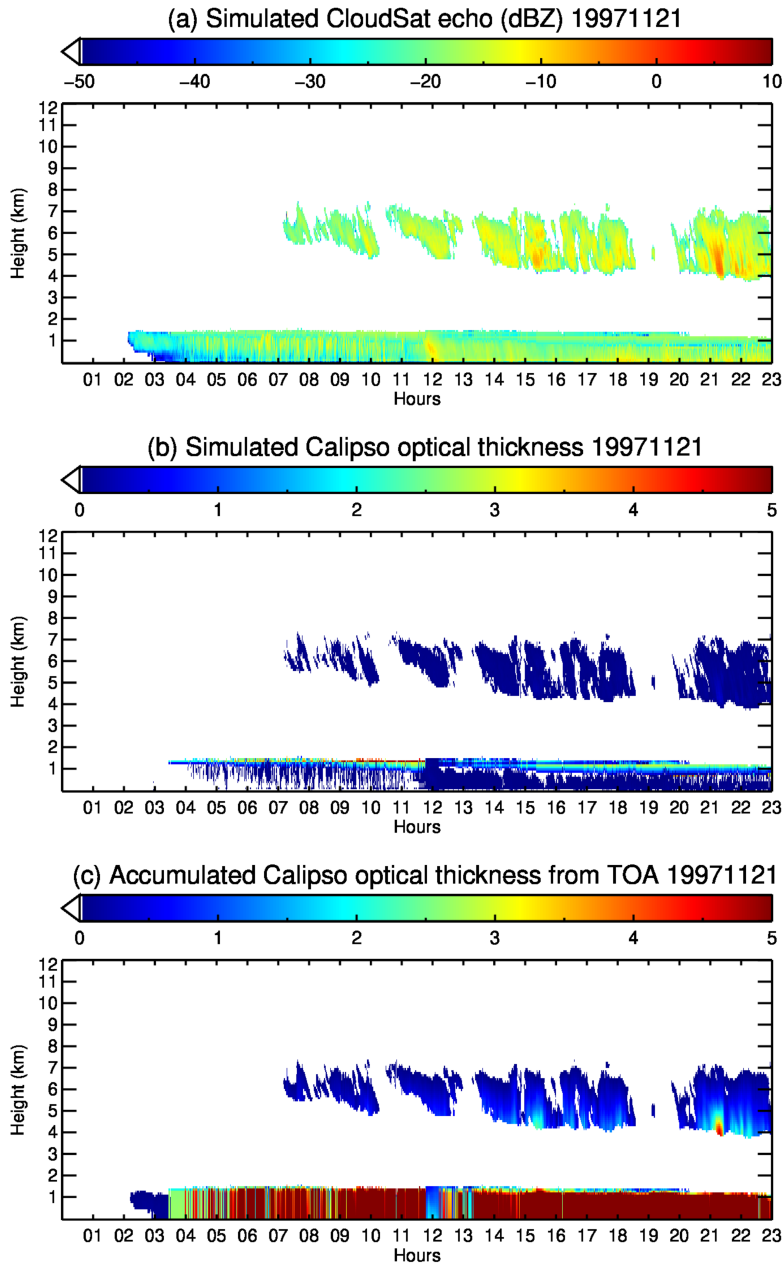 (a) Simulated CloudSat echo (dBZ) 19971121
−50 −40 −30 −20 −10 0 10
12
11
10
9
8
7
6
5
4
3
2
1
Height (km)
01 02 03 04 05 06 07 08 09 10 11 12 13 14 15 16 17 18 19 20 21 22 23
Hours
(b) Simulated Calipso optical thickness 19971121
0 1 2 3 4 5
12
11
10
9
8
7
6
5
4
3
2
1
Height (km)
01 02 03 04 05 06 07 08 09 10 11 12 13 14 15 16 17 18 19 20 21 22 23
Hours
(c) Accumulated Calipso optical thickness from TOA 19971121
0 1 2 3 4 5
12
11
10
9
8
7
6
5
4
3
2
1
Height (km)
01 02 03 04 05 06 07 08 09 10 11 12 13 14 15 16 17 18 19 20 21 22 23
Hours